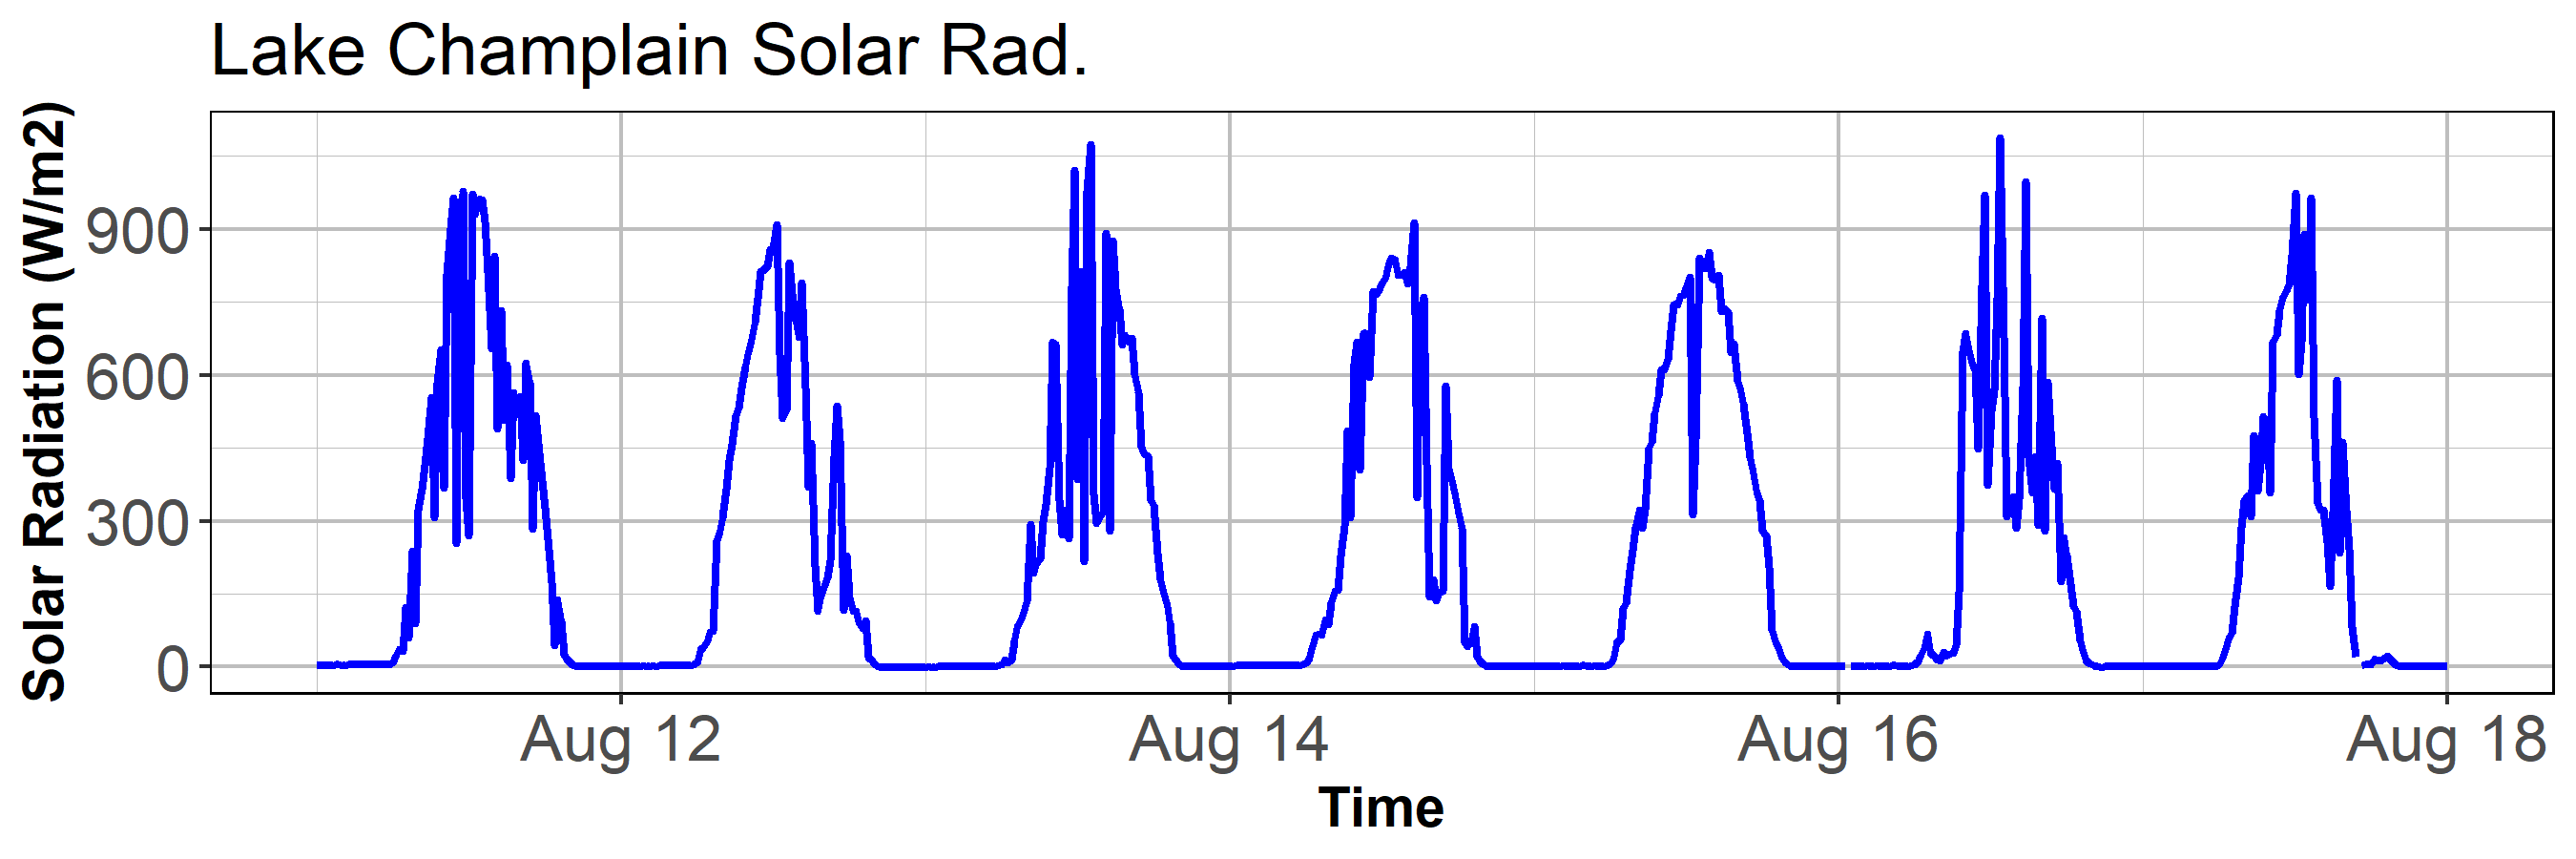 Lake Champlain Solar Rad.
Solar Radiation (W/m2)
900
600
300
0
Aug 12
Aug 14
Aug 16
Aug 18
Time